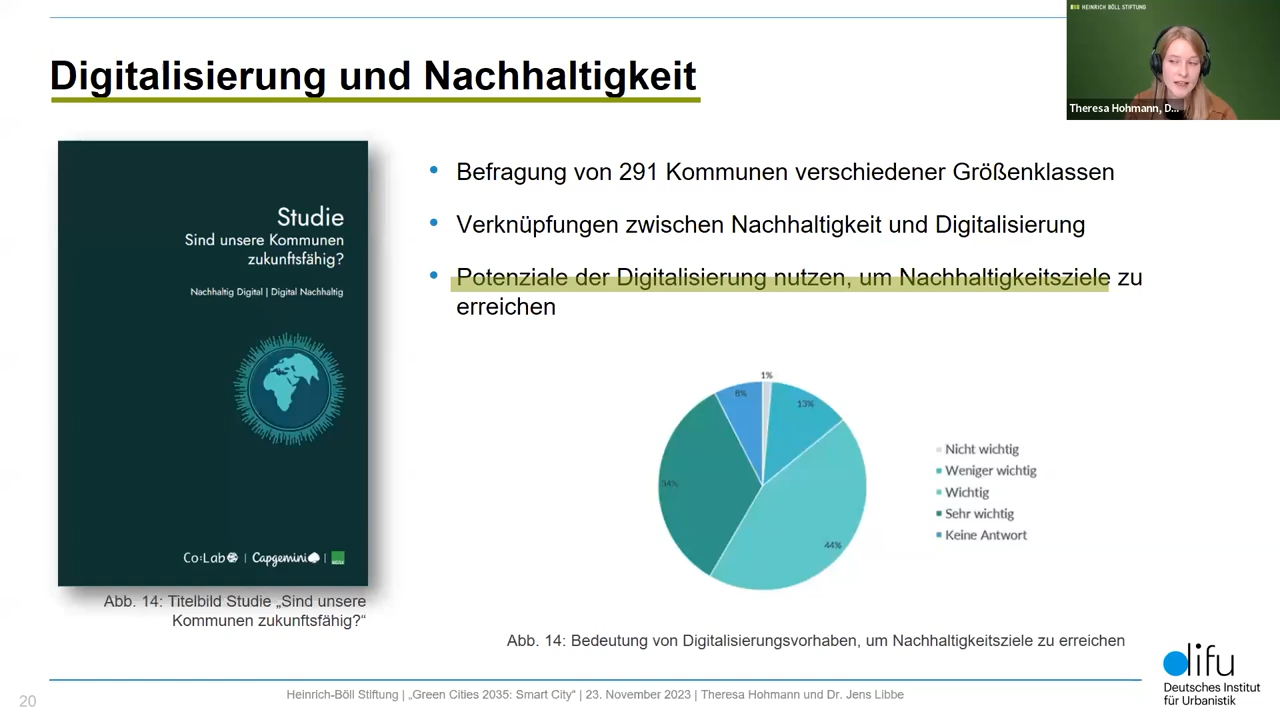 HEINRICH BÖLL STIFTUNG
Theresa Hohmann, D...
Digitalisierung und Nachhaltigkeit
Studie
Sind unsere Kommunen
zukunftsfähig?
Nachhaltig Digital | Digital Nachhaltig
Co:Lab | Capgemini |
Abb. 14: Titelbild Studie „Sind unsere
Kommunen zukunftsfähig?“
• Befragung von 291 Kommunen verschiedener Größenklassen
• Verknüpfungen zwischen Nachhaltigkeit und Digitalisierung
• Potenziale der Digitalisierung nutzen, um Nachhaltigkeitsziele zu
erreichen
1%
8%
13%
34%
44%
Nicht wichtig
Weniger wichtig
Wichtig
Sehr wichtig
Keine Antwort
Abb. 14: Bedeutung von Digitalisierungsvorhaben, um Nachhaltigkeitsziele zu erreichen
20
Heinrich-Böll Stiftung | „Green Cities 2035: Smart City“ | 23. November 2023 | Theresa Hohmann und Dr. Jens Libbe
difu
Deutsches Institut
für Urbanistik